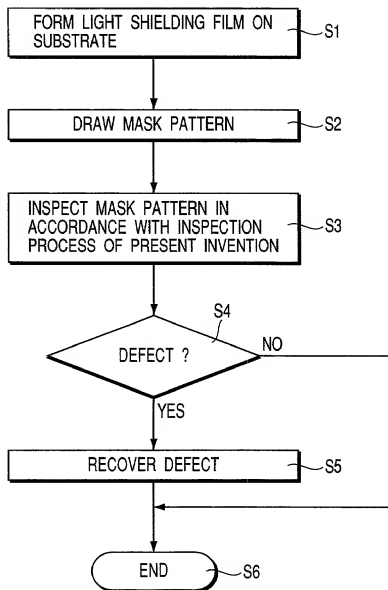 FORM LIGHT SHIELDING FILM ON
SUBSTRATE
S1
DRAW MASK PATTERN
S2
INSPECT MASK PATTERN IN
ACCORDANCE WITH INSPECTION
PROCESS OF PRESENT INVENTION
S3
S4
DEFECT ?
NO
YES
RECOVER DEFECT
S5
END
S6